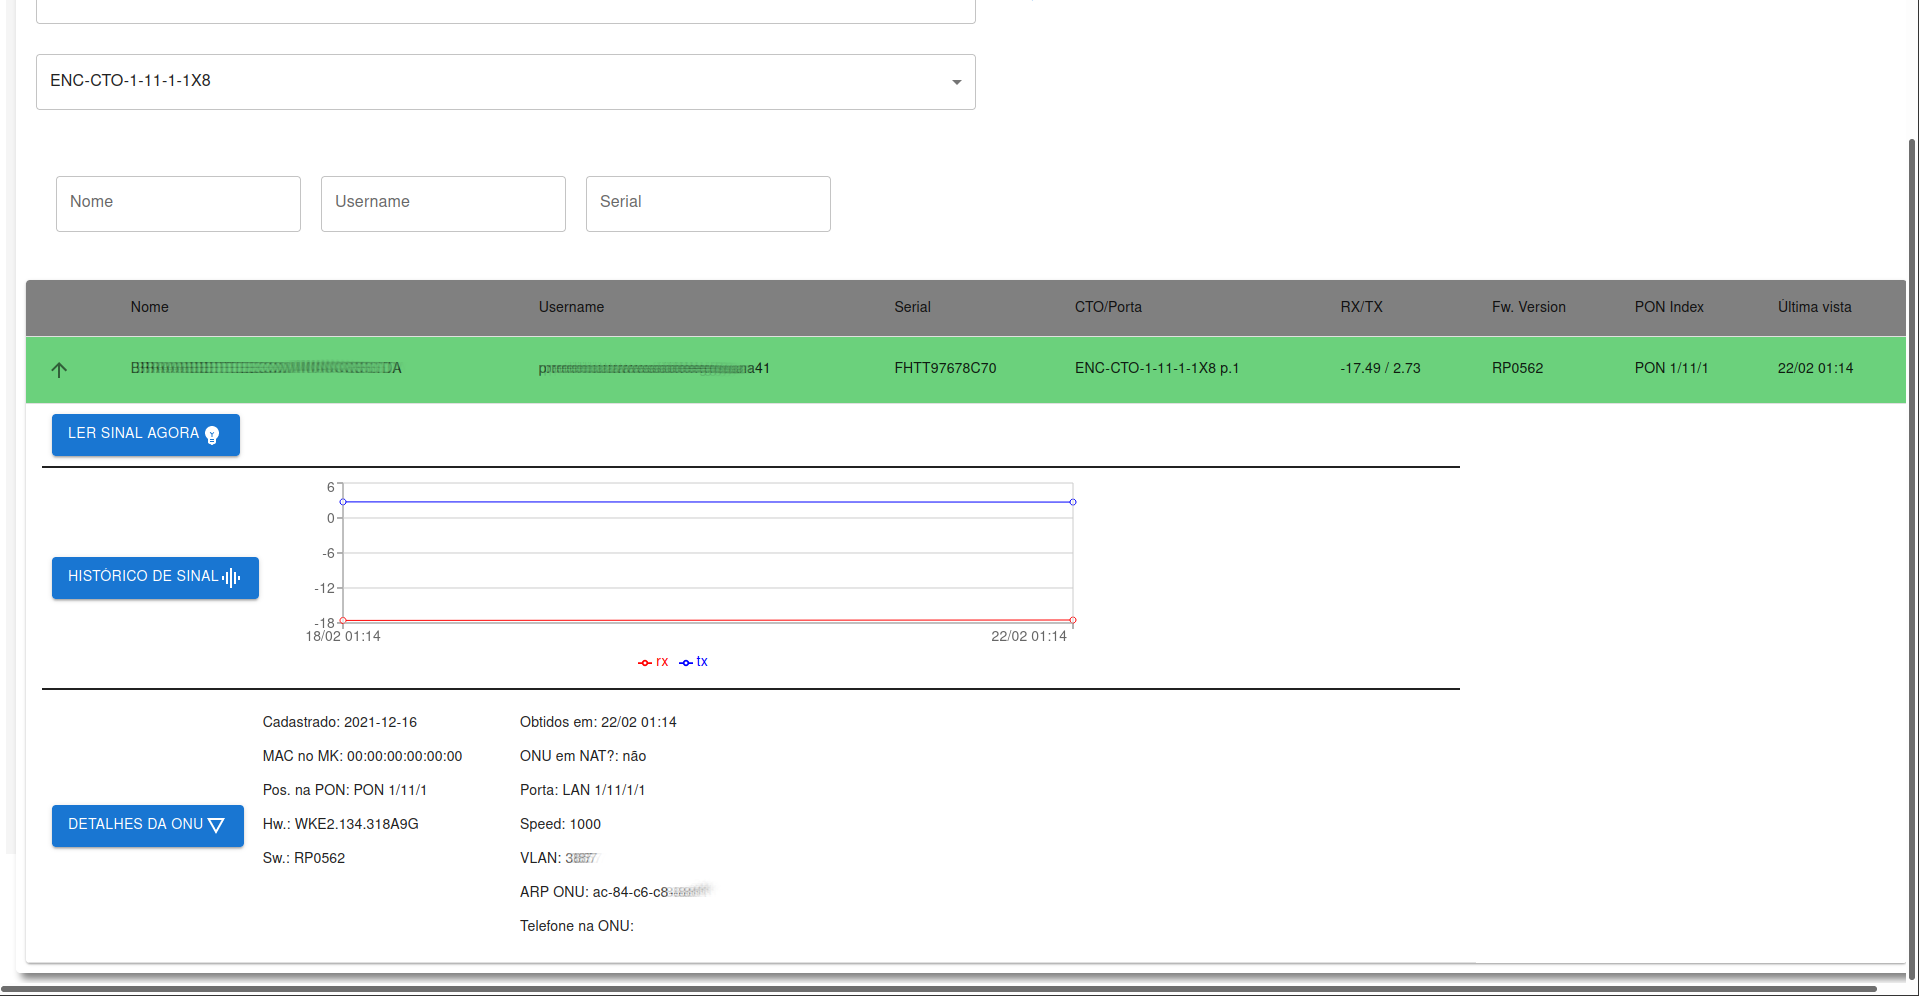 ENC-CTO-1-11-1-1X8
Nome Username Serial
Nome Username Serial CTO/Porta RX/TX Fw. Version PON Index Última vista
FHTT97678C70 ENC-CTO-1-11-1-1X8 p.1 -17.49 / 2.73 RP0562 PON 1/11/1 22/02 01:14
LER SINAL AGORA
6
0
-6
HISTÓRICO DE SINAL
-12
-18
18/02 01:14 22/02 01:14
rx tx
Cadastrado: 2021-12-16 Obtidos em: 22/02 01:14
MAC no MK: 00:00:00:00:00:00 ONU em NAT?: não
Pos. na PON: PON 1/11/1 Porta: LAN 1/11/1/1
DETALHES DA ONU Hw.: WKE2.134.318A9G Speed: 1000
Sw.: RP0562 VLAN:
ARP ONU: ac-84-c6-c8
Telefone na ONU: